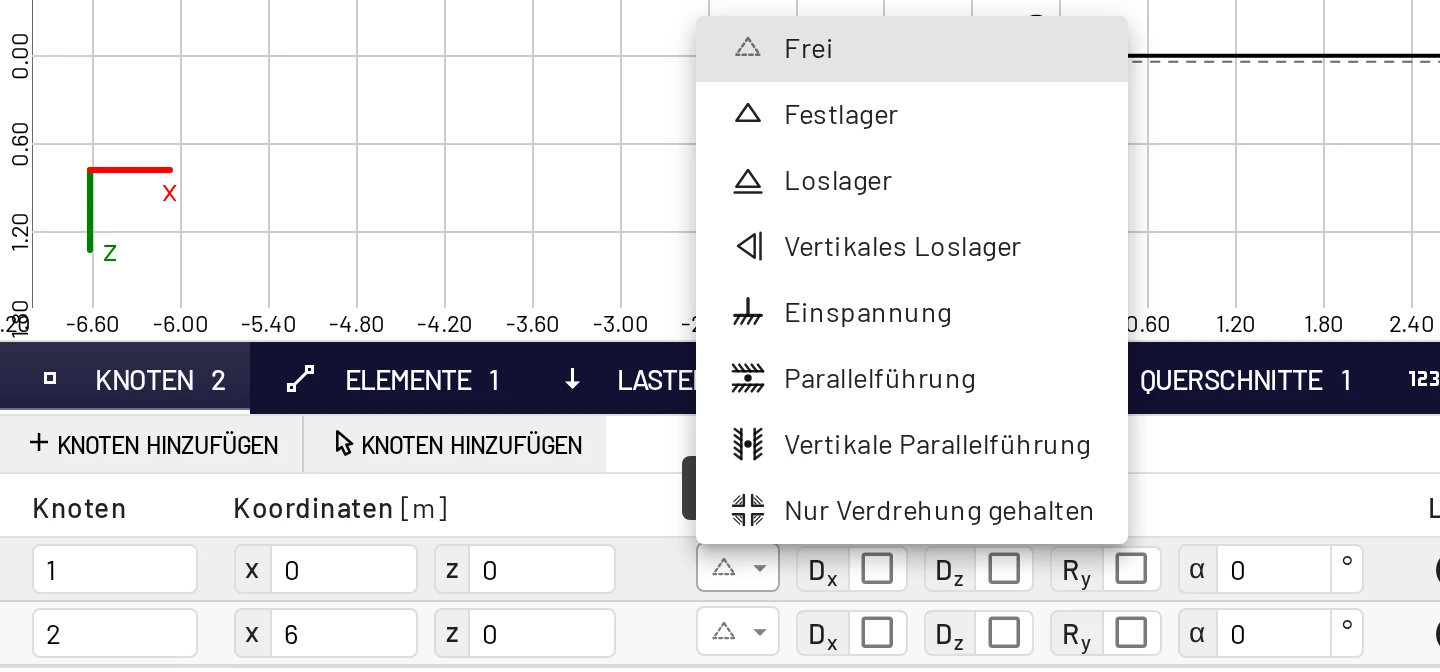 0.00
0.60
1.20
1.80
x
z
-6.60 -6.00 -5.40 -4.80 -4.20 -3.60 -3.00
0.60 1.20 1.80 2.40
Frei
Festlager
Loslager
Vertikales Loslager
Einspannung
Parallelführung
Vertikale Parallelführung
Nur Verdrehung gehalten
KNOTEN 2 ELEMENTE 1 QUERSCHNITTE 1 123
+ KNOTEN HINZUFÜGEN KNOTEN HINZUFÜGEN
Knoten Koordinaten [m] L
1 x 0 z 0 Dx Dz Ry α 0 °
2 x 6 z 0 Dx Dz Ry α 0 °